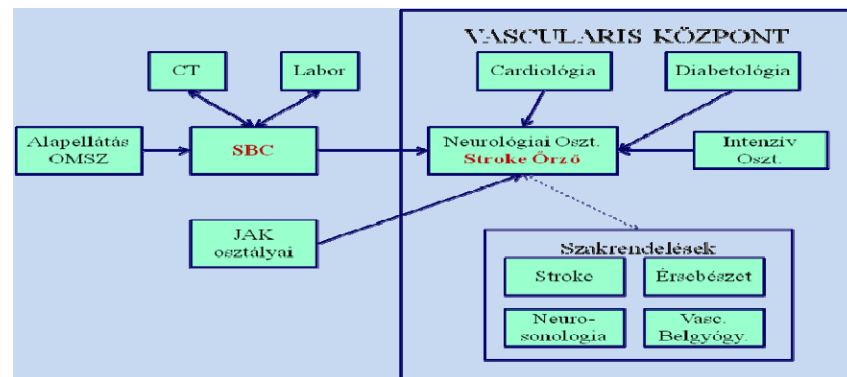 VASCULARIS KÖZPONT
CT
Labor
Cardiológia
Diabetológia
Alapellátás
OMSZ
SBC
Neurológiai Oszt.
Stroke Őrző
Intenzív
Oszt.
JAK
osztályai
Szakrendelések
Stroke
Érsebészet
Neuro-
sonologia
Vasc.
Belgyógy.